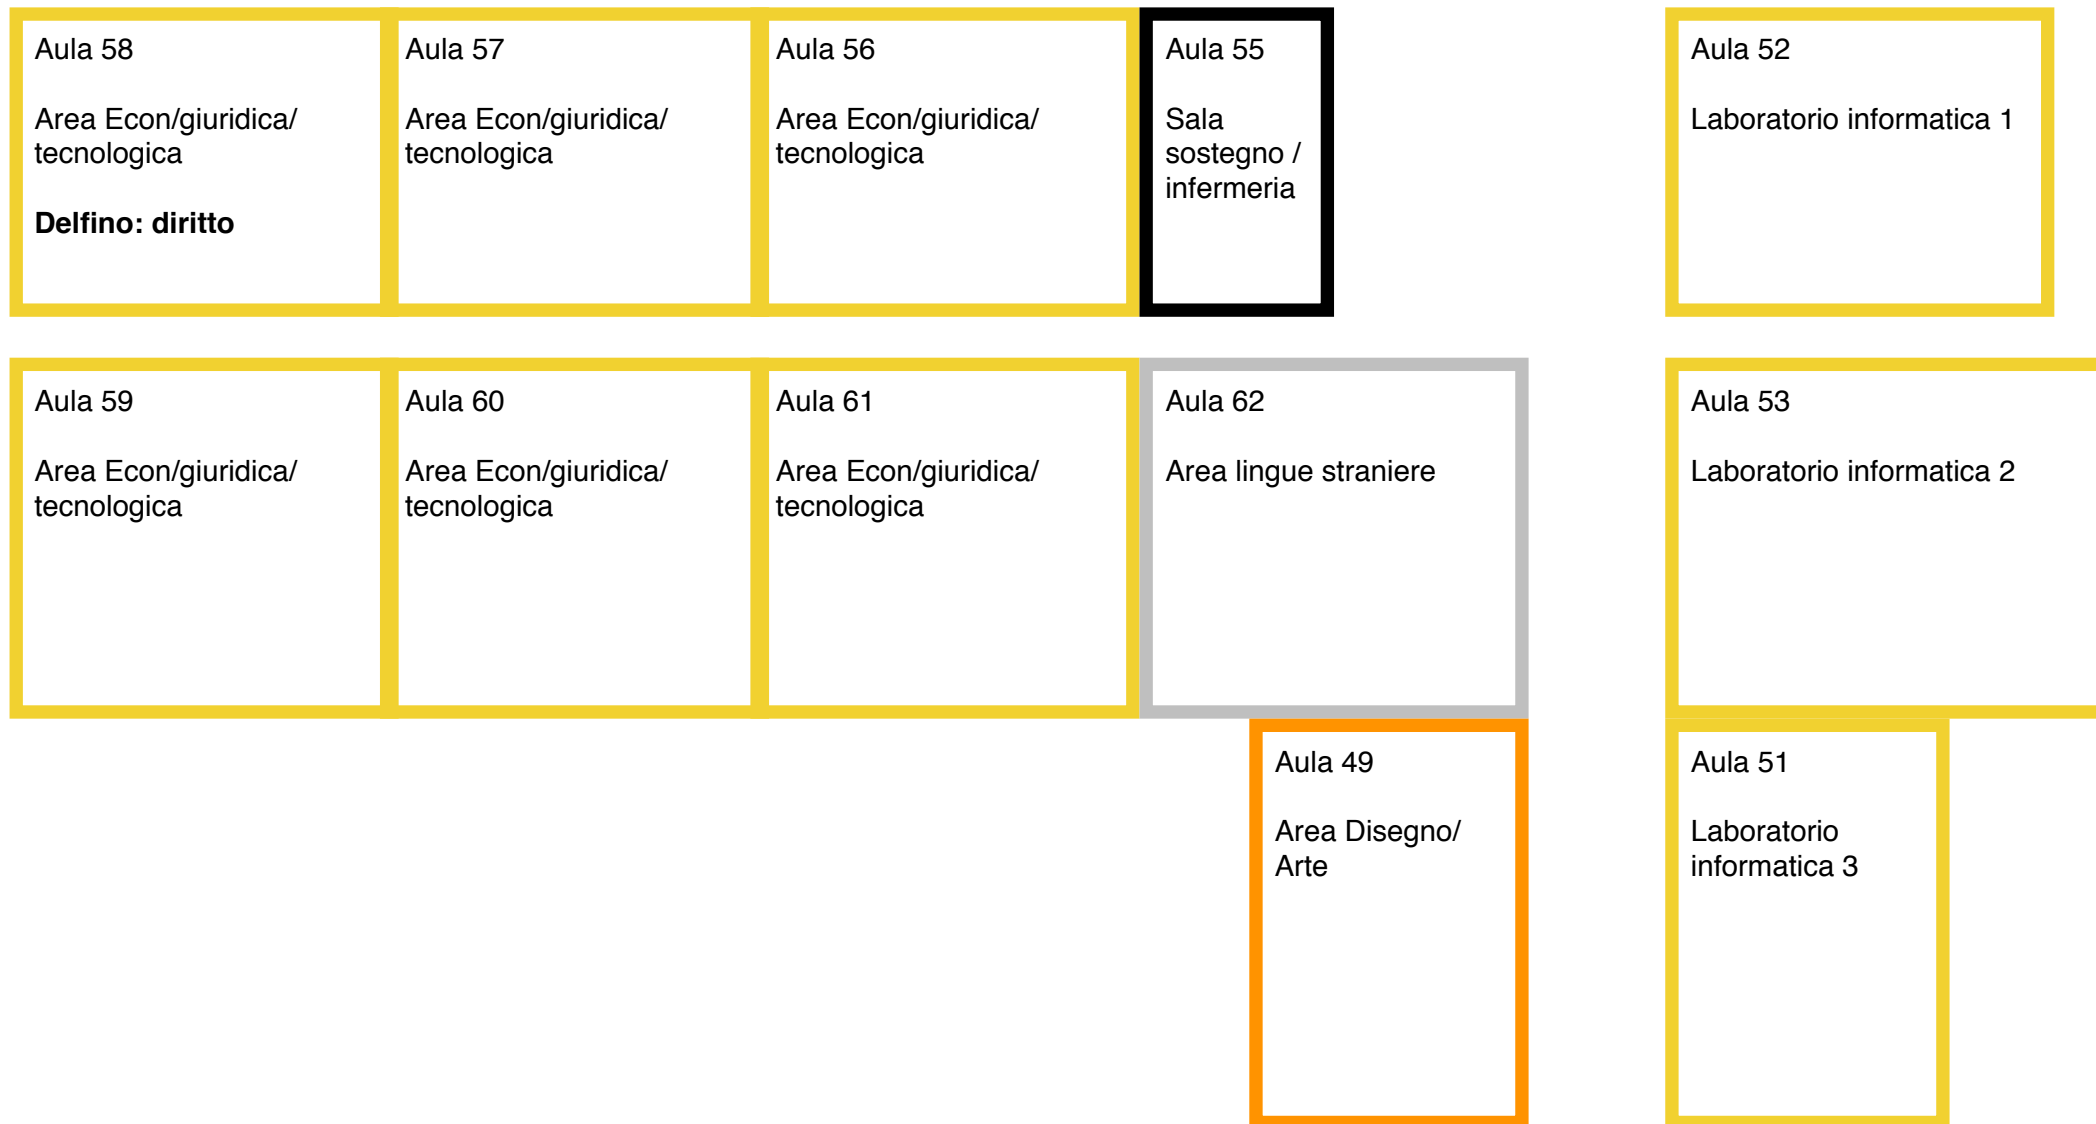 Aula 58
Area Econ/giuridica/
tecnologica
Delfino: diritto
Aula 57
Area Econ/giuridica/
tecnologica
Aula 56
Area Econ/giuridica/
tecnologica
Aula 55
Sala
sostegno /
infermeria
Aula 52
Laboratorio informatica 1
Aula 59
Area Econ/giuridica/
tecnologica
Aula 60
Area Econ/giuridica/
tecnologica
Aula 61
Area Econ/giuridica/
tecnologica
Aula 62
Area lingue straniere
Aula 53
Laboratorio informatica 2
Aula 49
Area Disegno/
Arte
Aula 51
Laboratorio
informatica 3